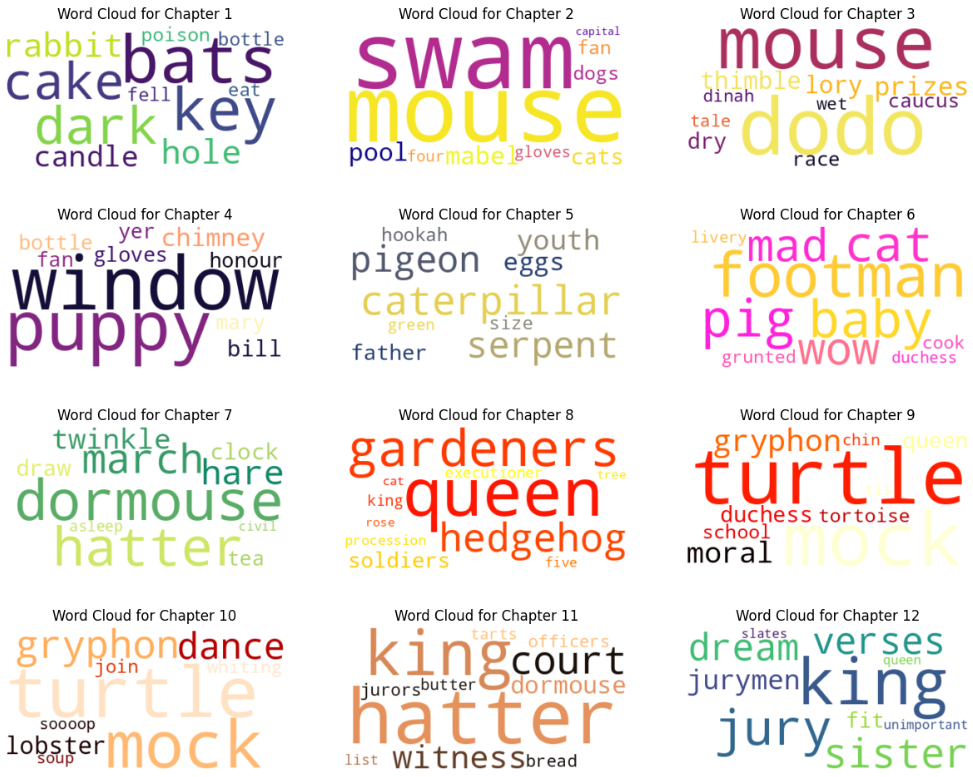 Word Cloud for Chapter 1
poison
rabbit bottle
bats
cake eat
fell
key
dark
hole
candle
Word Cloud for Chapter 2
capital
swam fan
dogs
mouse
pool four mabel gloves cats
Word Cloud for Chapter 3
mouse
thimble lory prizes
dinah wet caucus
tale dodo
dry
race
Word Cloud for Chapter 4
yer
bottle chimney
fan gloves honour
window
puppy mary
bill
Word Cloud for Chapter 5
hookah youth
pigeon eggs
caterpillar
green size
father serpent
Word Cloud for Chapter 6
livery mad cat
footman
pig baby
wow cook
grunted duchess
Word Cloud for Chapter 7
twinkle
march clock
draw hare
dormouse
asleep civil
hatter tea
Word Cloud for Chapter 8
gardeners
executioner tree
cat queen
king
rose
procession hedgehog
soldiers five
Word Cloud for Chapter 9
gryphon chin queen
turtle
duchess tortoise
school mock
moral
Word Cloud for Chapter 10
gryphon dance
join whiting
turtle
soooop
lobster mock
soup
Word Cloud for Chapter 11
king tarts officers
court
jurors butter dormouse
hatter
list witness bread
Word Cloud for Chapter 12
slates verses
dream queen
jurymen king
jury fit unimportant
sister